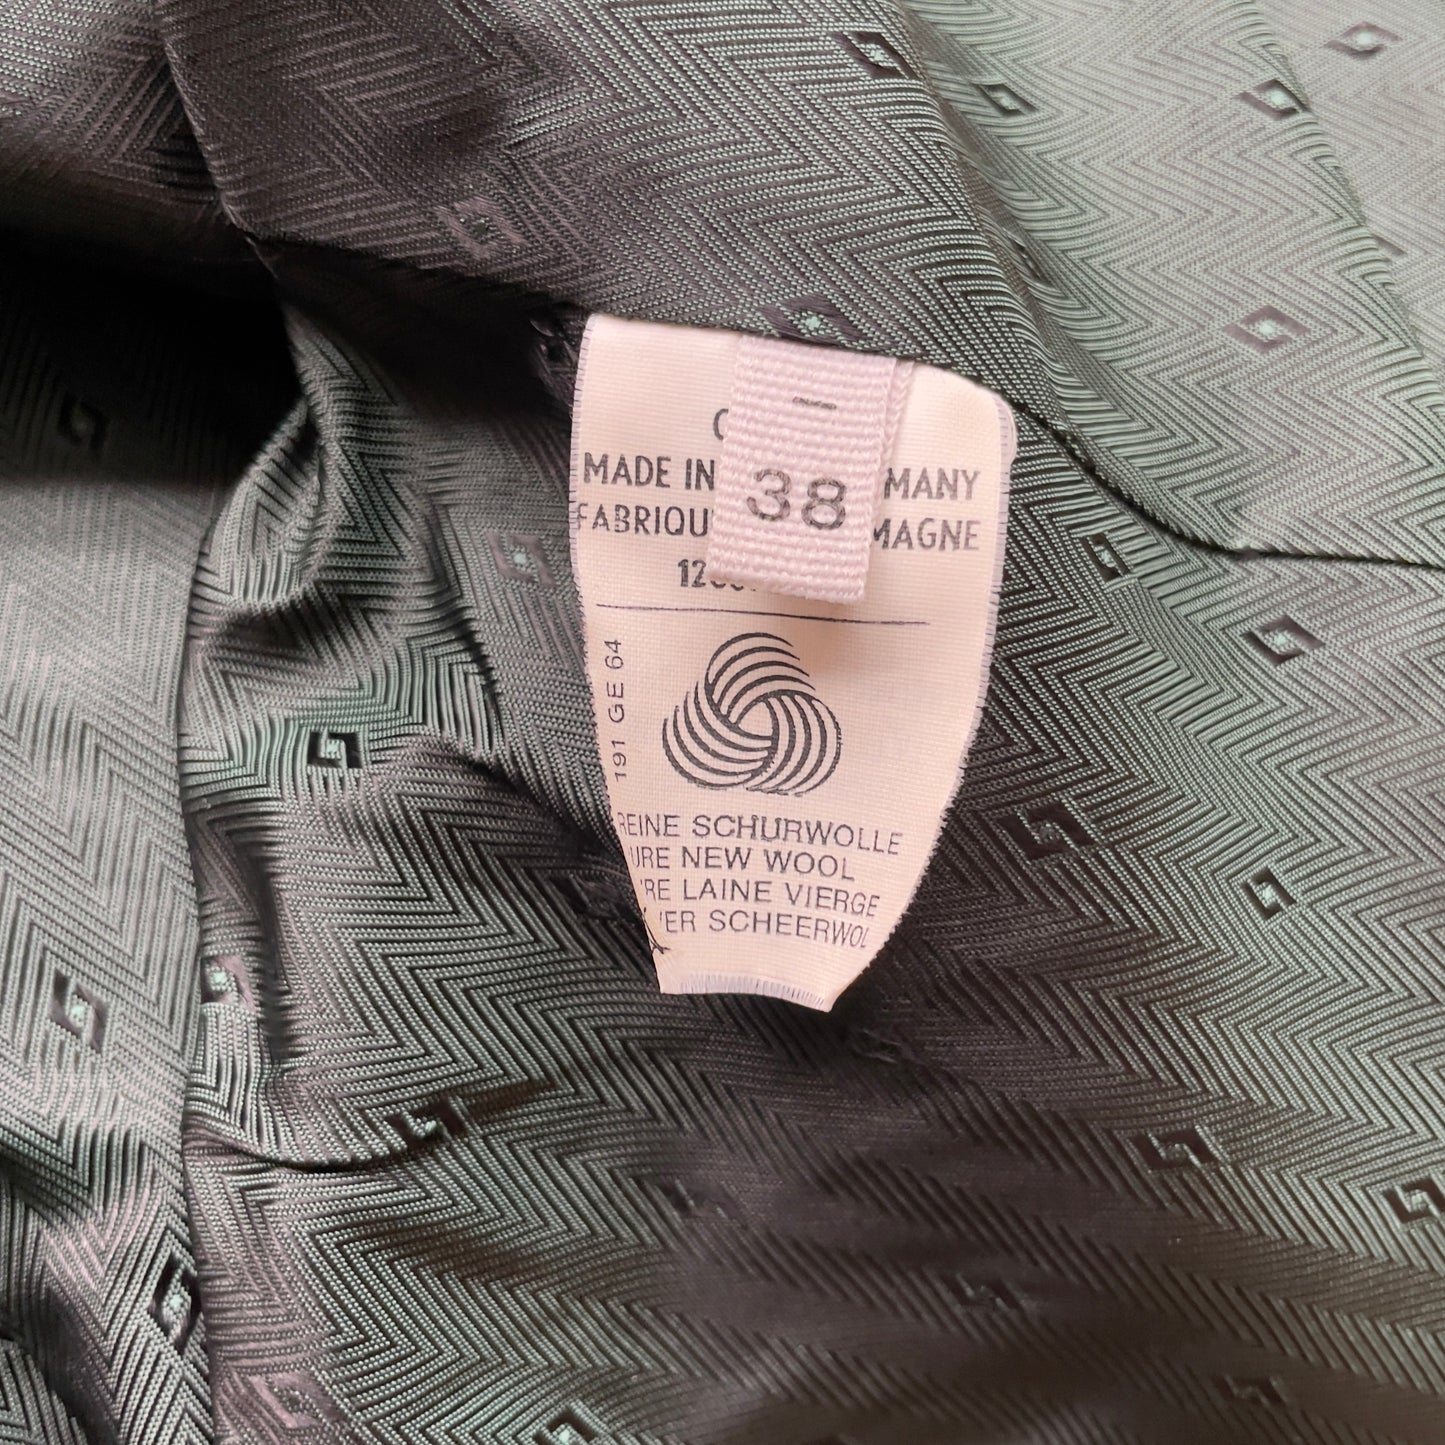 MADE IN MANY
FABRIQU MAGNE
38
191 GE 64
REINE SCHURWOLLE
URE NEW WOOL
RE LAINE VIERGE
ER SCHEERWOL